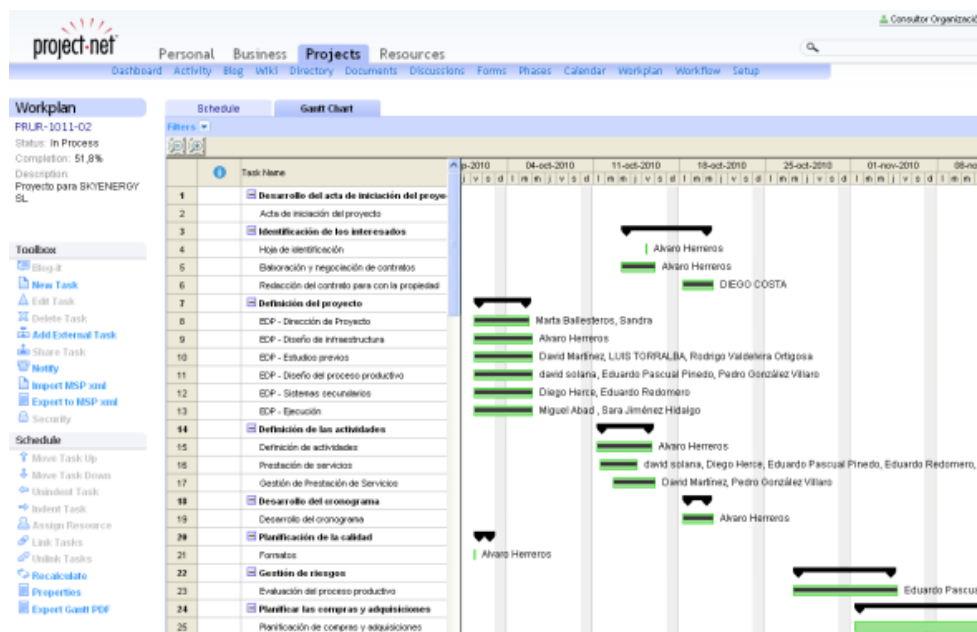 Consultor Organizació
project·net
Personal Business Projects Resources
Dashboard Activity Blog Wiki Directory Documents Discussions Forms Phases Calendar Workplan Workflow Setup
Workplan
PRUR-1011-02
Status: In Process
Completion: 51,8%
Description:
Proyecto para SKYENERGY
SL
Toolbox
Blog-it
New Task
Edit Task
Delete Task
Add External Task
Share Task
Notify
Import MSP xml
Export to MSP xml
Security
Schedule
Move Task Up
Move Task Down
Unindent Task
Indent Task
Assign Resource
Link Tasks
Unlink Tasks
Recalculate
Properties
Export Gantt PDF
Schedule Gantt Chart
Filters
Task Name
p-2010 04-oct-2010 11-oct-2010 18-oct-2010 25-oct-2010 01-nov-2010 08-no
j v s d l m m j v s d l m m j v s d l m m j v s d l m m j v s d l m m j v s d l m m
1 Desarrollo del acta de iniciación del proye
2 Acta de iniciación del proyecto
3 Identificación de los interesados
4 Hoja de identificación Alvaro Herreros
5 Elaboración y negociación de contratos Alvaro Herreros
6 Redacción del contrato para con la propiedad DIEGO COSTA
7 Definición del proyecto
8 EDP - Dirección de Proyecto Marta Ballesteros, Sandra
9 EDP - Diseño de infraestructura Alvaro Herreros
10 EDP - Estudios previos David Martínez, LUIS TORRALBA, Rodrigo Valdelvira Ortigosa
11 EDP - Diseño del proceso productivo david solana, Eduardo Pascual Pinedo, Pedro González Villaro
12 EDP - Sistemas secundarios Diego Herce, Eduardo Redomero
13 EDP - Ejecución Miguel Abad , Sara Jiménez Hidalgo
14 Definición de las actividades
15 Definición de actividades Alvaro Herreros
16 Prestación de servicios david solana, Diego Herce, Eduardo Pascual Pinedo, Eduardo Redomero,
17 Gestión de Prestación de Servicios David Martínez, Pedro González Villaro
18 Desarrollo del cronograma
19 Desarrollo del cronograma Alvaro Herreros
20 Planificación de la calidad
21 Formatos Alvaro Herreros
22 Gestión de riesgos
23 Evaluación del proceso productivo Eduardo Pascua
24 Planificar las compras y adquisiciones
25 Planificación de compras y adquisiciones